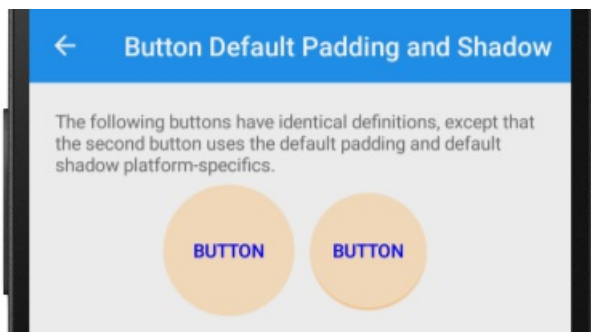 Button Default Padding and Shadow
The following buttons have identical definitions, except that
the second button uses the default padding and default
shadow platform-specifics.
BUTTON BUTTON